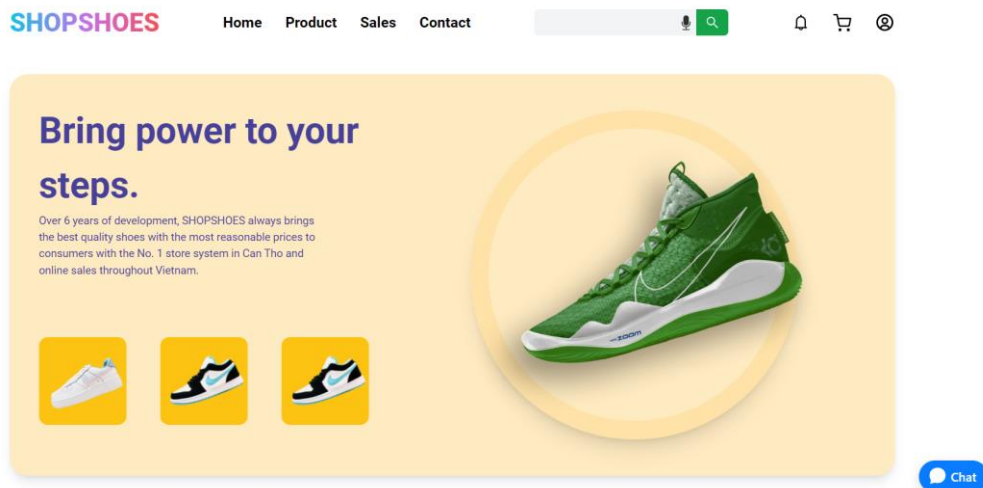 SHOPSHOES
Home Product Sales Contact
Bring power to your
steps.
Over 6 years of development, SHOPSHOES always brings
the best quality shoes with the most reasonable prices to
consumers with the No. 1 store system in Can Tho and
online sales throughout Vietnam.
ZOOM
Chat